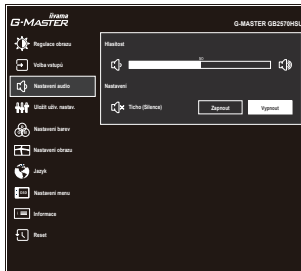 iiyama
G-MASTER
G-MASTER GB2570HSU
Regulace obrazu
Volba vstupů
Nastavení audio
Uložit uživ. nastav.
Nastavení barev
Nastavení obrazu
Jazyk
OSD
Nastavení menu
Informace
Reset
Hlasitost
50
Nastavení
Ticho (Silence)
Zapnout
Vypnout